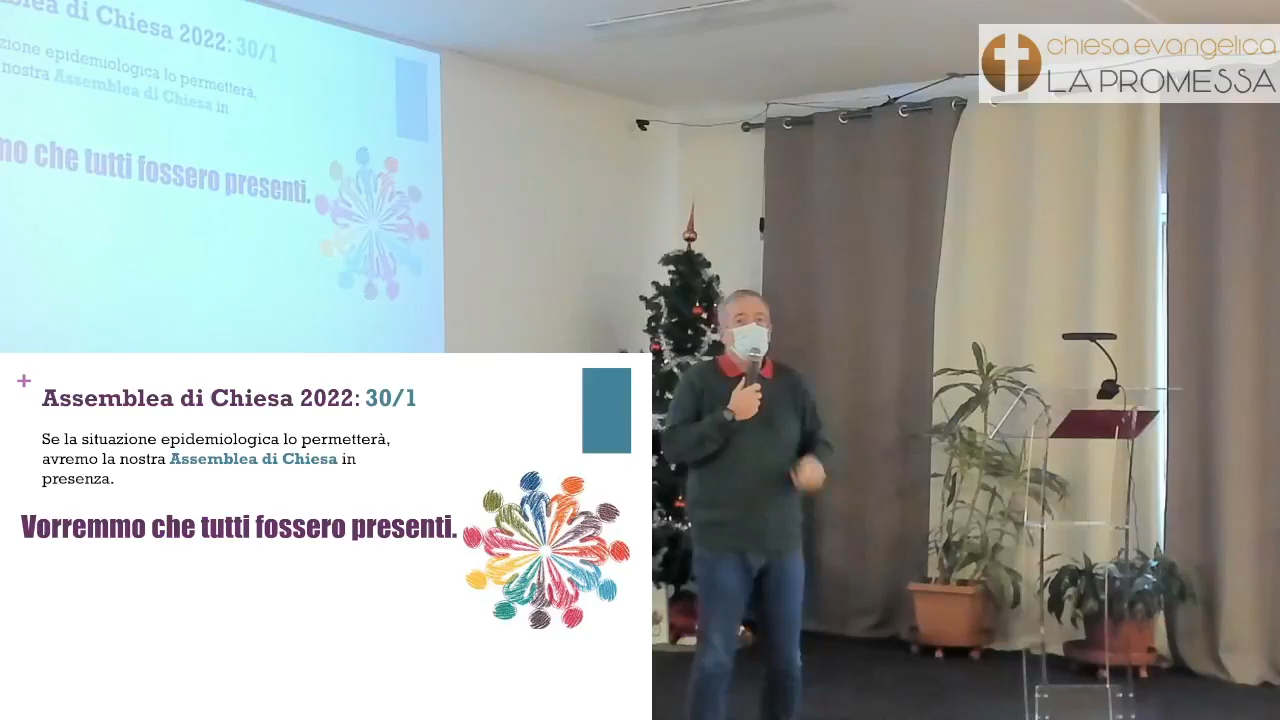 Assemblea di Chiesa 2022: 30/1
zione epidemiologica lo permetterà,
nostra Assemblea di Chiesa in
che tutti fossero presenti.
chiesa evangelica
LA PROMESSA
+
Assemblea di Chiesa 2022: 30/1
Se la situazione epidemiologica lo permetterà,
avremo la nostra Assemblea di Chiesa in
presenza.
Vorremmo che tutti fossero presenti.